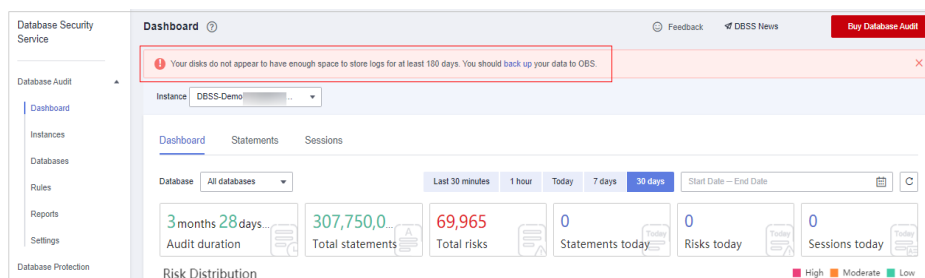 Database Security
Service
Dashboard
Feedback
DBSS News
Buy Database Audit
Your disks do not appear to have enough space to store logs for at least 180 days. You should back up your data to OBS.
Database Audit
Dashboard
Instances
Databases
Rules
Reports
Settings
Database Protection
Instance DBSS-Demo ...
Dashboard Statements Sessions
Database All databases
Last 30 minutes 1 hour Today 7 days 30 days Start Date — End Date
3 months 28 days... 307,750,0... 69,965 0 0 0
Audit duration Total statements Total risks Statements today Risks today Sessions today
A Today Today Today
Risk Distribution High Moderate Low